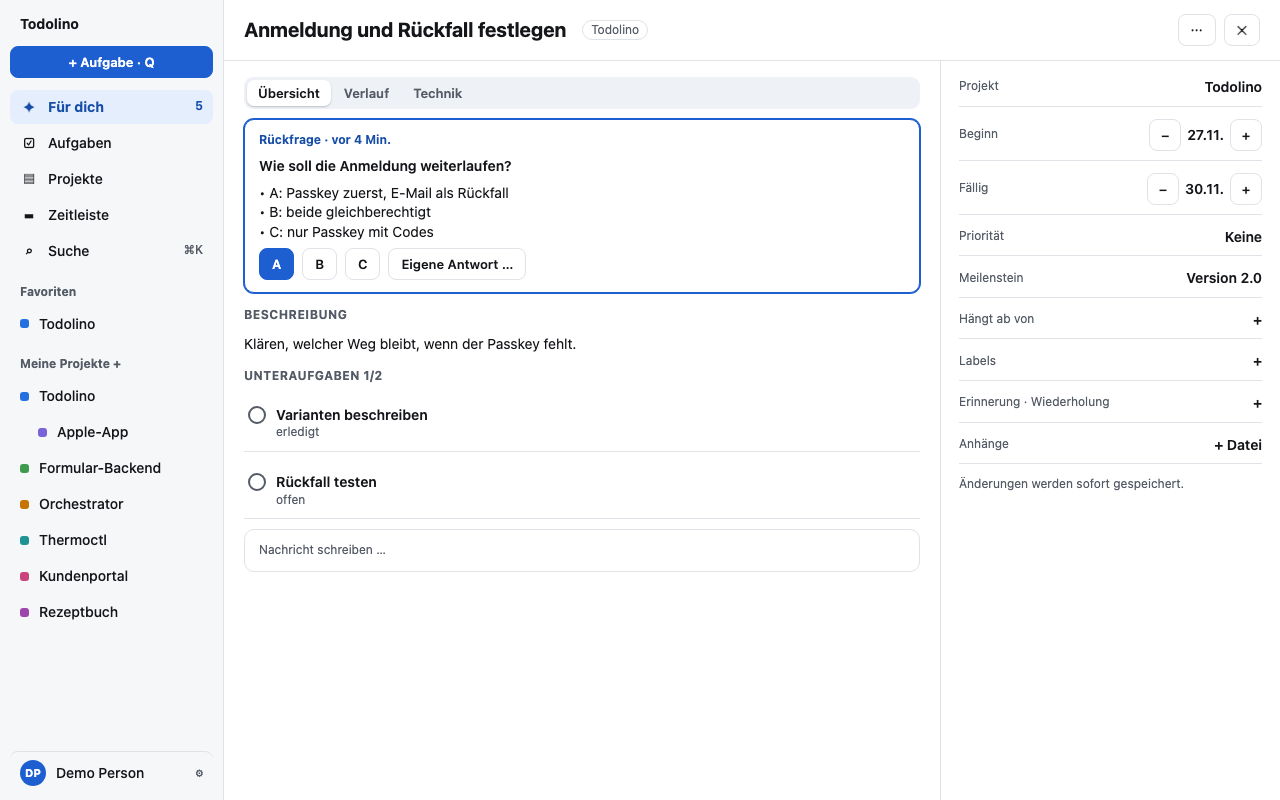 Todolino
+ Aufgabe · Q
Für dich 5
Aufgaben
Projekte
Zeitleiste
Suche ⌘K
Favoriten
Todolino
Meine Projekte +
Todolino
Apple-App
Formular-Backend
Orchestrator
Thermoctl
Kundenportal
Rezeptbuch
DP Demo Person
Anmeldung und Rückfall festlegen Todolino
Übersicht Verlauf Technik
Rückfrage · vor 4 Min.
Wie soll die Anmeldung weiterlaufen?
• A: Passkey zuerst, E-Mail als Rückfall
• B: beide gleichberechtigt
• C: nur Passkey mit Codes
A B C Eigene Antwort ...
BESCHREIBUNG
Klären, welcher Weg bleibt, wenn der Passkey fehlt.
UNTERAUFGABEN 1/2
Varianten beschreiben
erledigt
Rückfall testen
offen
Nachricht schreiben ...
Projekt Todolino
Beginn – 27.11. +
Fällig – 30.11. +
Priorität Keine
Meilenstein Version 2.0
Hängt ab von +
Labels +
Erinnerung · Wiederholung +
Anhänge + Datei
Änderungen werden sofort gespeichert.